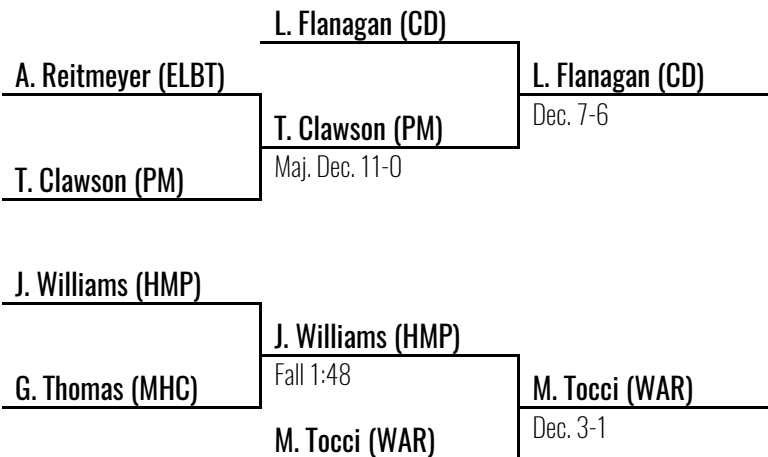 L. Flanagan (CD)
A. Reitmeyer (ELBT)
L. Flanagan (CD)
Dec. 7-6
T. Clawson (PM)
Maj. Dec. 11-0
T. Clawson (PM)
J. Williams (HMP)
J. Williams (HMP)
Fall 1:48
G. Thomas (MHC)
M. Tocci (WAR)
Dec. 3-1
M. Tocci (WAR)